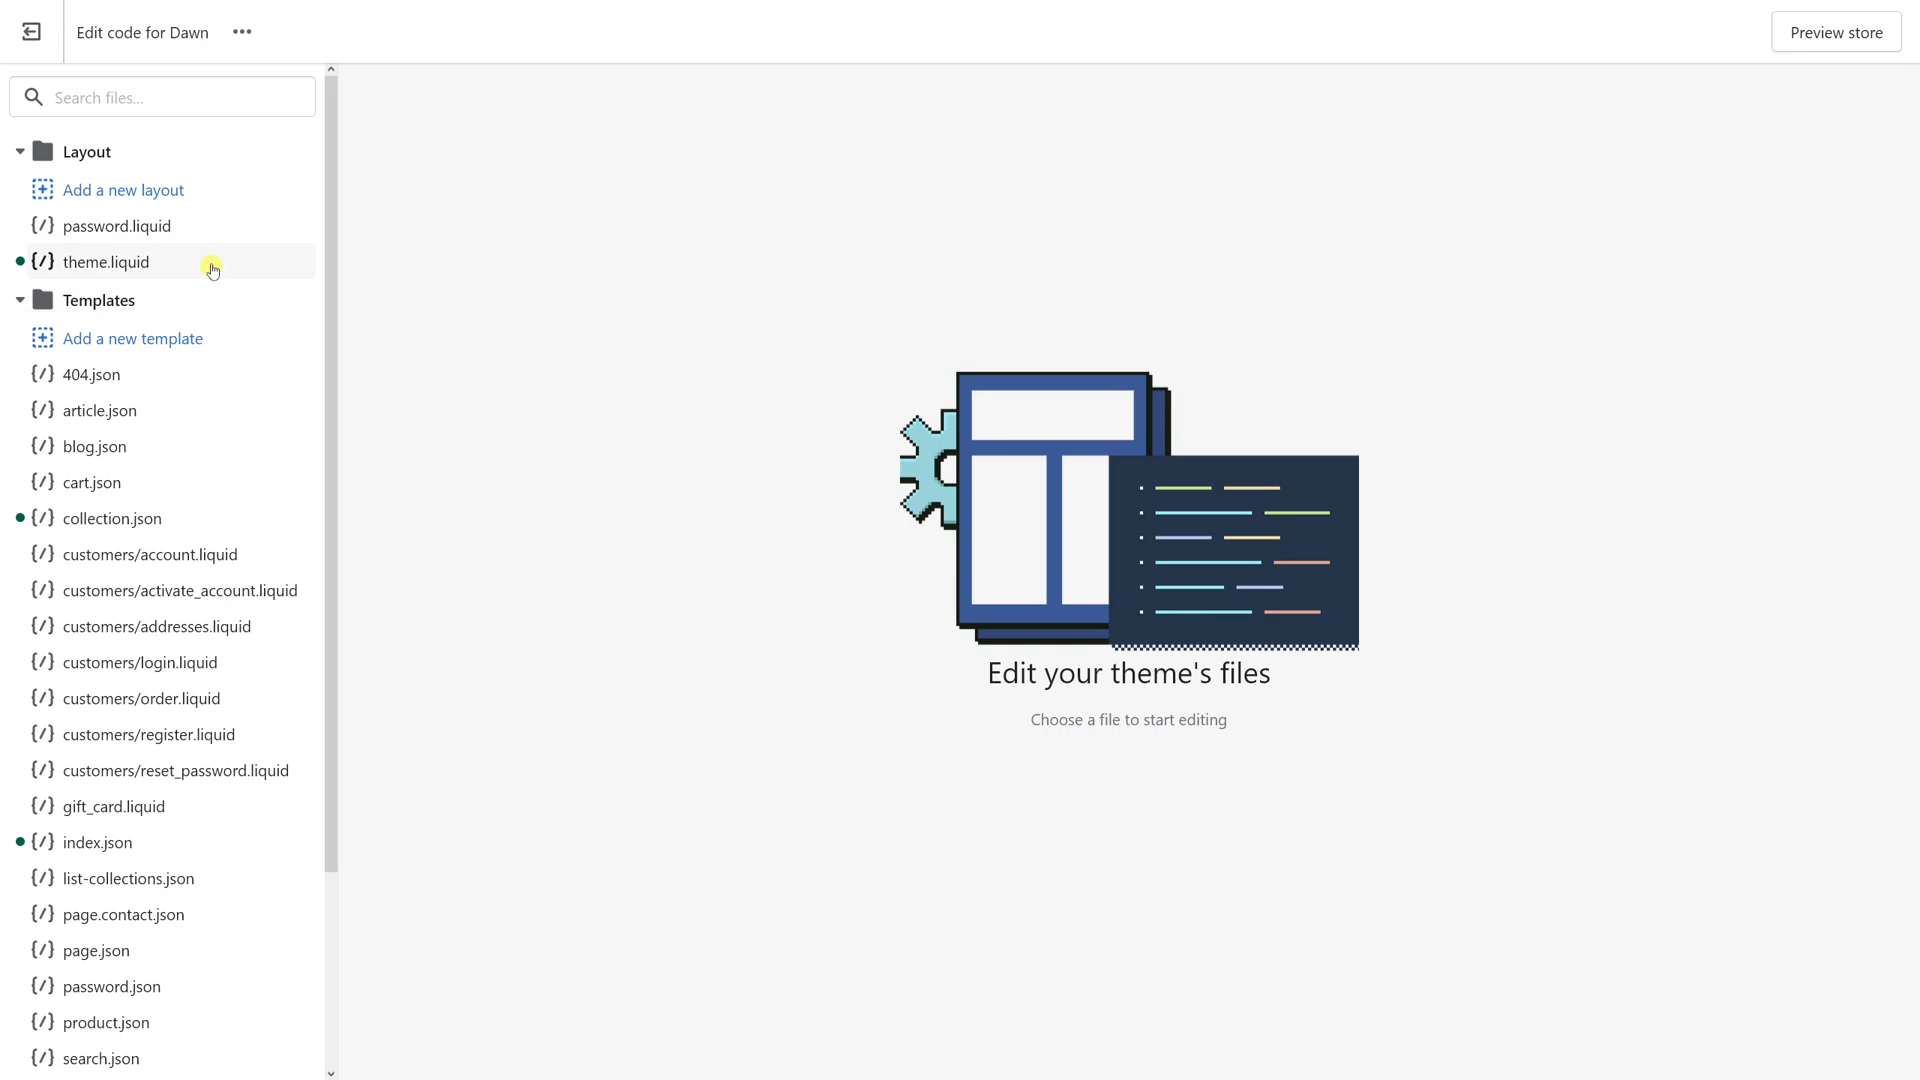 Edit code for Dawn
Preview store
Search files...
Layout
Add a new layout
password.liquid
theme.liquid
Templates
Add a new template
404.json
article.json
blog.json
cart.json
collection.json
customers/account.liquid
customers/activate_account.liquid
customers/addresses.liquid
customers/login.liquid
customers/order.liquid
customers/register.liquid
customers/reset_password.liquid
gift_card.liquid
index.json
list-collections.json
page.contact.json
page.json
password.json
product.json
search.json
Edit your theme's files
Choose a file to start editing